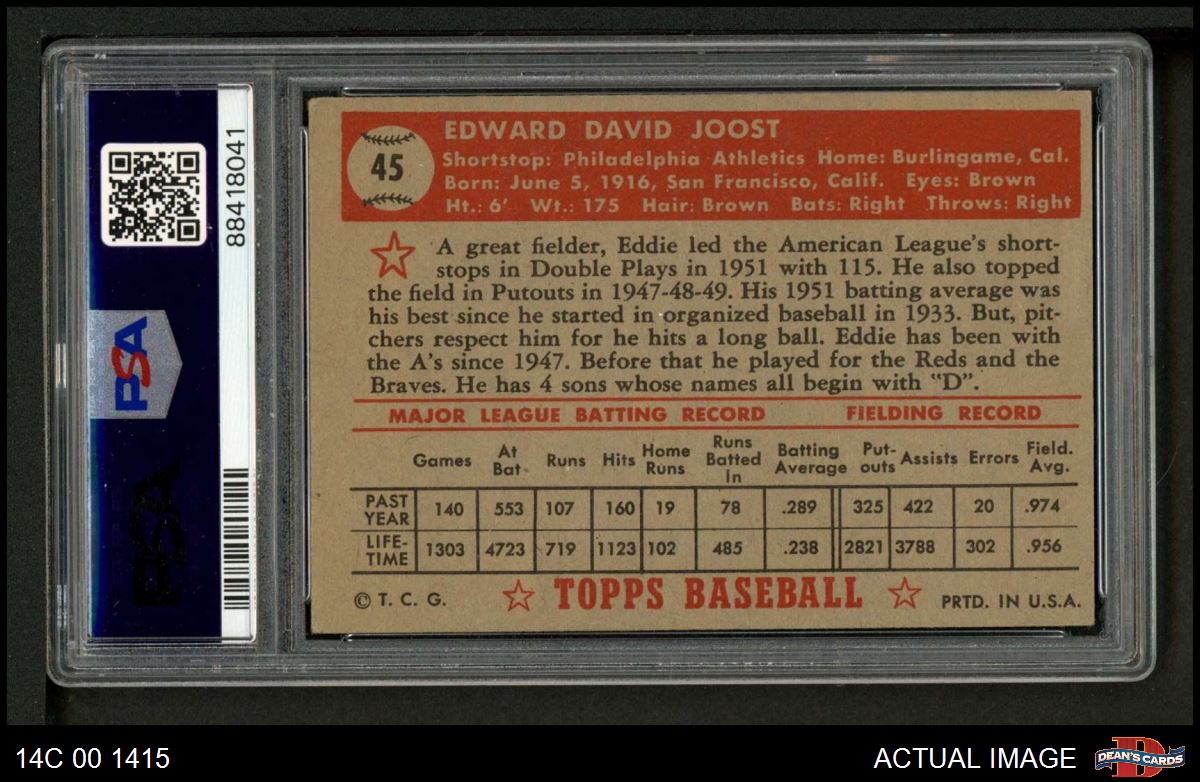 88418041
PSA
PSA
45
EDWARD DAVID JOOST
Shortstop: Philadelphia Athletics Home: Burlingame, Cal.
Born: June 5, 1916, San Francisco, Calif. Eyes: Brown
Ht.: 6' Wt.: 175 Hair: Brown Bats: Right Throws: Right
A great fielder, Eddie led the American League's short-
stops in Double Plays in 1951 with 115. He also topped
the field in Putouts in 1947-48-49. His 1951 batting average was
his best since he started in organized baseball in 1933. But, pit-
chers respect him for he hits a long ball. Eddie has been with
the A's since 1947. Before that he played for the Reds and the
Braves. He has 4 sons whose names all begin with "D".
MAJOR LEAGUE BATTING RECORD FIELDING RECORD
Games At Bat Runs Hits Home Runs Runs Batted In Batting Average Put-outs Assists Errors Field. Avg.
PAST YEAR 140 553 107 160 19 78 .289 325 422 20 .974
LIFE-TIME 1303 4723 719 1123 102 485 .238 2821 3788 302 .956
© T. C. G. TOPPS BASEBALL PRTD. IN U.S.A.
14C 00 1415 ACTUAL IMAGE DEAN'S CARDS